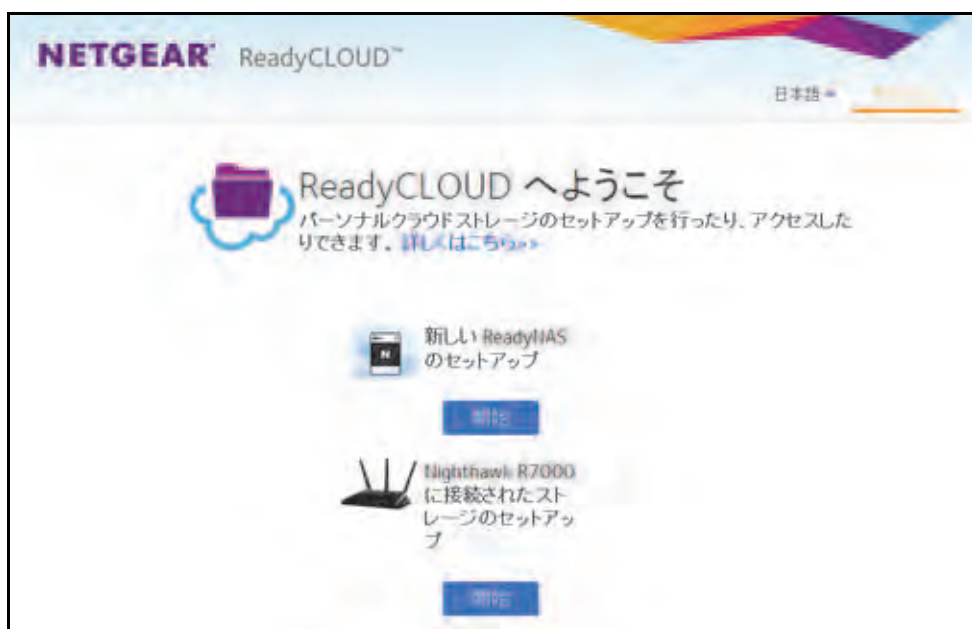 NETGEAR® ReadyCLOUD™
日本語
ReadyCLOUD へようこそ
パーソナルクラウドストレージのセットアップを行ったり、アクセスした
りできます。詳しくはこちら>>
新しい ReadyNAS
のセットアップ
開始
Nighthawk R7000
に接続されたスト
レージのセットアッ
プ
開始